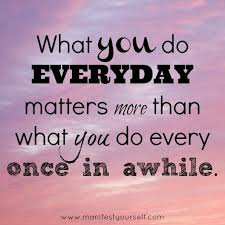 What you do
EVERYDAY
matters more than
what you do every
once in awhile.
www.manifestyourself.com